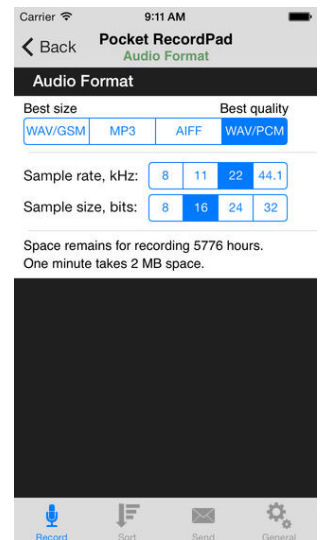 Carrier 9:11 AM
Back Pocket RecordPad
Audio Format
Audio Format
Best size Best quality
WAV/GSM MP3 AIFF WAV/PCM
Sample rate, kHz: 8 11 22 44.1
Sample size, bits: 8 16 24 32
Space remains for recording 5776 hours.
One minute takes 2 MB space.
Record Sort Send General